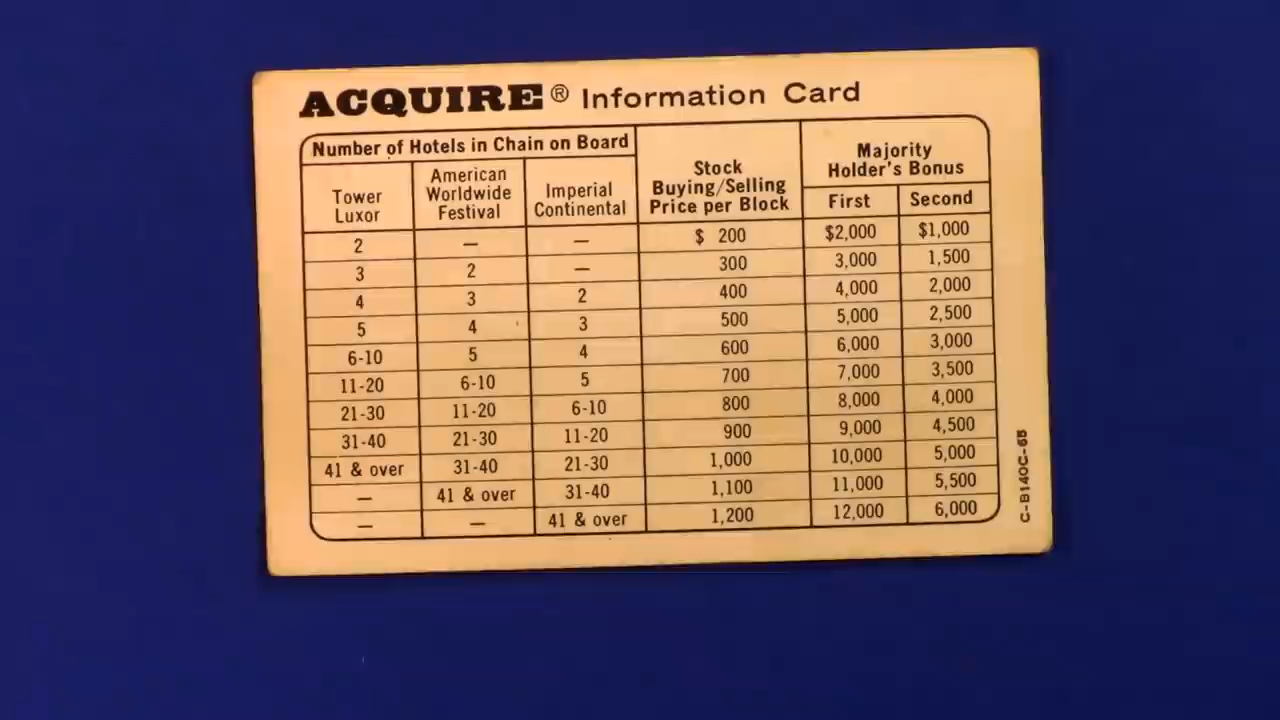 ACQUIRE® Information Card
Number of Hotels in Chain on Board
Tower
Luxor
American
Worldwide
Festival
Imperial
Continental
Stock
Buying/Selling
Price per Block
Majority
Holder's Bonus
First Second
2 — — $ 200 $2,000 $1,000
3 2 — 300 3,000 1,500
4 3 2 400 4,000 2,000
5 4 3 500 5,000 2,500
6-10 5 4 600 6,000 3,000
11-20 6-10 5 700 7,000 3,500
21-30 11-20 6-10 800 8,000 4,000
31-40 21-30 11-20 900 9,000 4,500
41 & over 31-40 21-30 1,000 10,000 5,000
— 41 & over 31-40 1,100 11,000 5,500
— — 41 & over 1,200 12,000 6,000
C-B140C-65